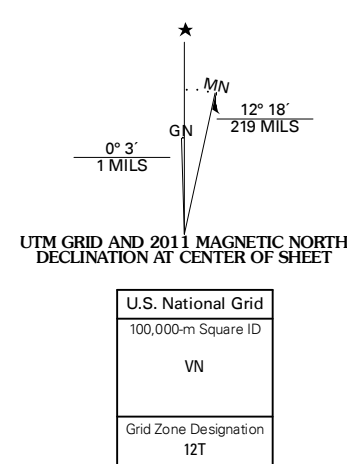 MN
12° 18´
219 MILS
GN
0° 3´
1 MILS
UTM GRID AND 2011 MAGNETIC NORTH
DECLINATION AT CENTER OF SHEET
U.S. National Grid
100,000-m Square ID
VN
Grid Zone Designation
12T